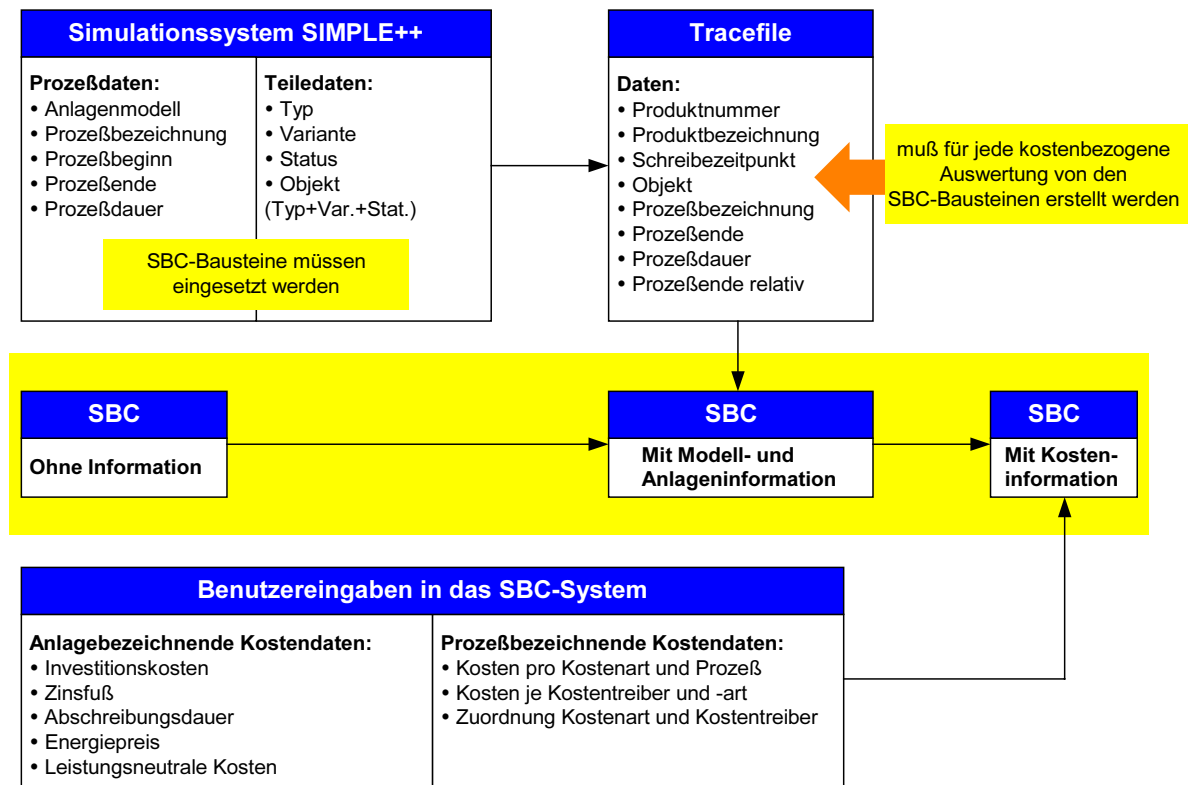 Simulationssystem SIMPLE++
Prozeßdaten:
• Anlagenmodell
• Prozeßbezeichnung
• Prozeßbeginn
• Prozeßende
• Prozeßdauer
Teiledaten:
• Typ
• Variante
• Status
• Objekt
(Typ+Var.+Stat.)
SBC-Bausteine müssen
eingesetzt werden
Tracefile
Daten:
• Produktnummer
• Produktbezeichnung
• Schreibezeitpunkt
• Objekt
• Prozeßbezeichnung
• Prozeßende
• Prozeßdauer
• Prozeßende relativ
muß für jede kostenbezogene
Auswertung von den
SBC-Bausteinen erstellt werden
SBC
Ohne Information
SBC
Mit Modell- und
Anlageninformation
SBC
Mit Kosten-
information
Benutzereingaben in das SBC-System
Anlagebezeichnende Kostendaten:
• Investitionskosten
• Zinsfuß
• Abschreibungsdauer
• Energiepreis
• Leistungsneutrale Kosten
Prozeßbezeichnende Kostendaten:
• Kosten pro Kostenart und Prozeß
• Kosten je Kostentreiber und -art
• Zuordnung Kostenart und Kostentreiber